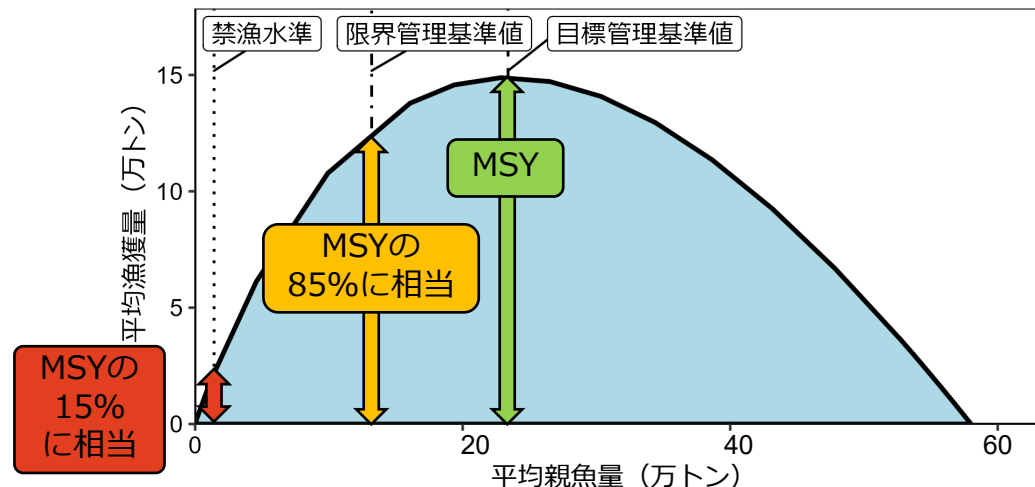 禁漁水準
限界管理基準値
目標管理基準値
平均漁獲量（万トン）
15
10
5
0
MSY
MSYの
85%に相当
MSYの
15%
に相当
0
20
40
60
平均親魚量（万トン）